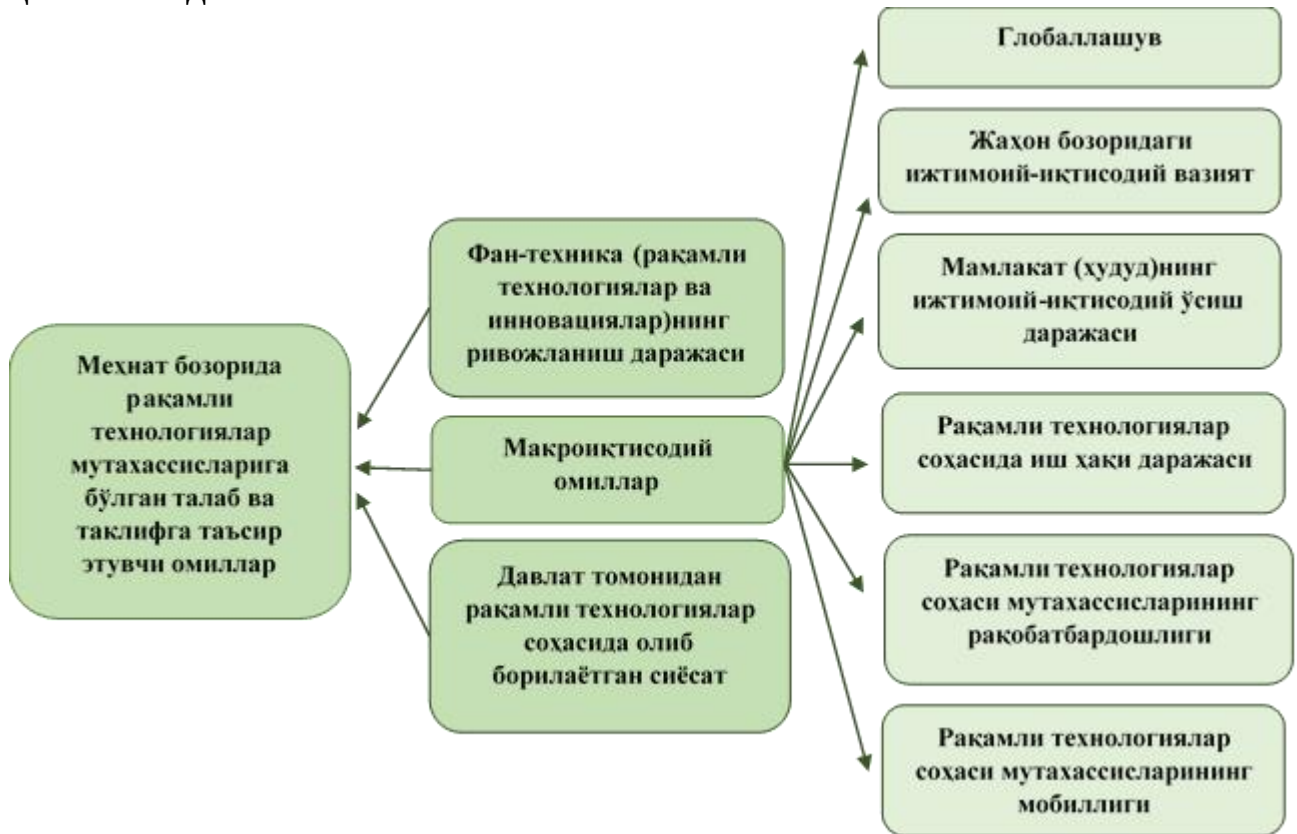 Меҳнат бозорида
рақамли
технологиялар
мутахассисларига
бўлган талаб ва
таклифга таъсир
этувчи омиллар
Фан-техника (рақамли
технологиялар ва
инновациялар)нинг
ривожланиш даражаси
Макроиқтисодий
омиллар
Давлат томонидан
рақамли технологиялар
соҳасида олиб
борилаётган сиёсат
Глобаллашув
Жаҳон бозоридаги
ижтимоий-иқтисодий вазият
Мамлакат (ҳудуд)нинг
ижтимоий-иқтисодий ўсиш
даражаси
Рақамли технологиялар
соҳасида иш ҳақи даражаси
Рақамли технологиялар
соҳаси мутахассисларининг
рақобатбардошлиги
Рақамли технологиялар
соҳаси мутахассисларининг
мобиллиги